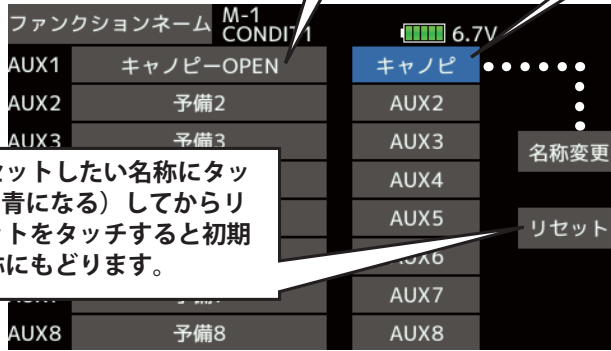 ファンクションネーム M-1 CONDIT1 6.7V
AUX1 キャノピーOPEN キャノピ
AUX2 予備2 AUX2
AUX3 予備3 AUX3
名称変更
AUX4
AUX5
リセット
AUX6
AUX7
AUX8 予備8 AUX8
セットしたい名称にタッ
青になる）してからリ
ットをタッチすると初期
にもどります。